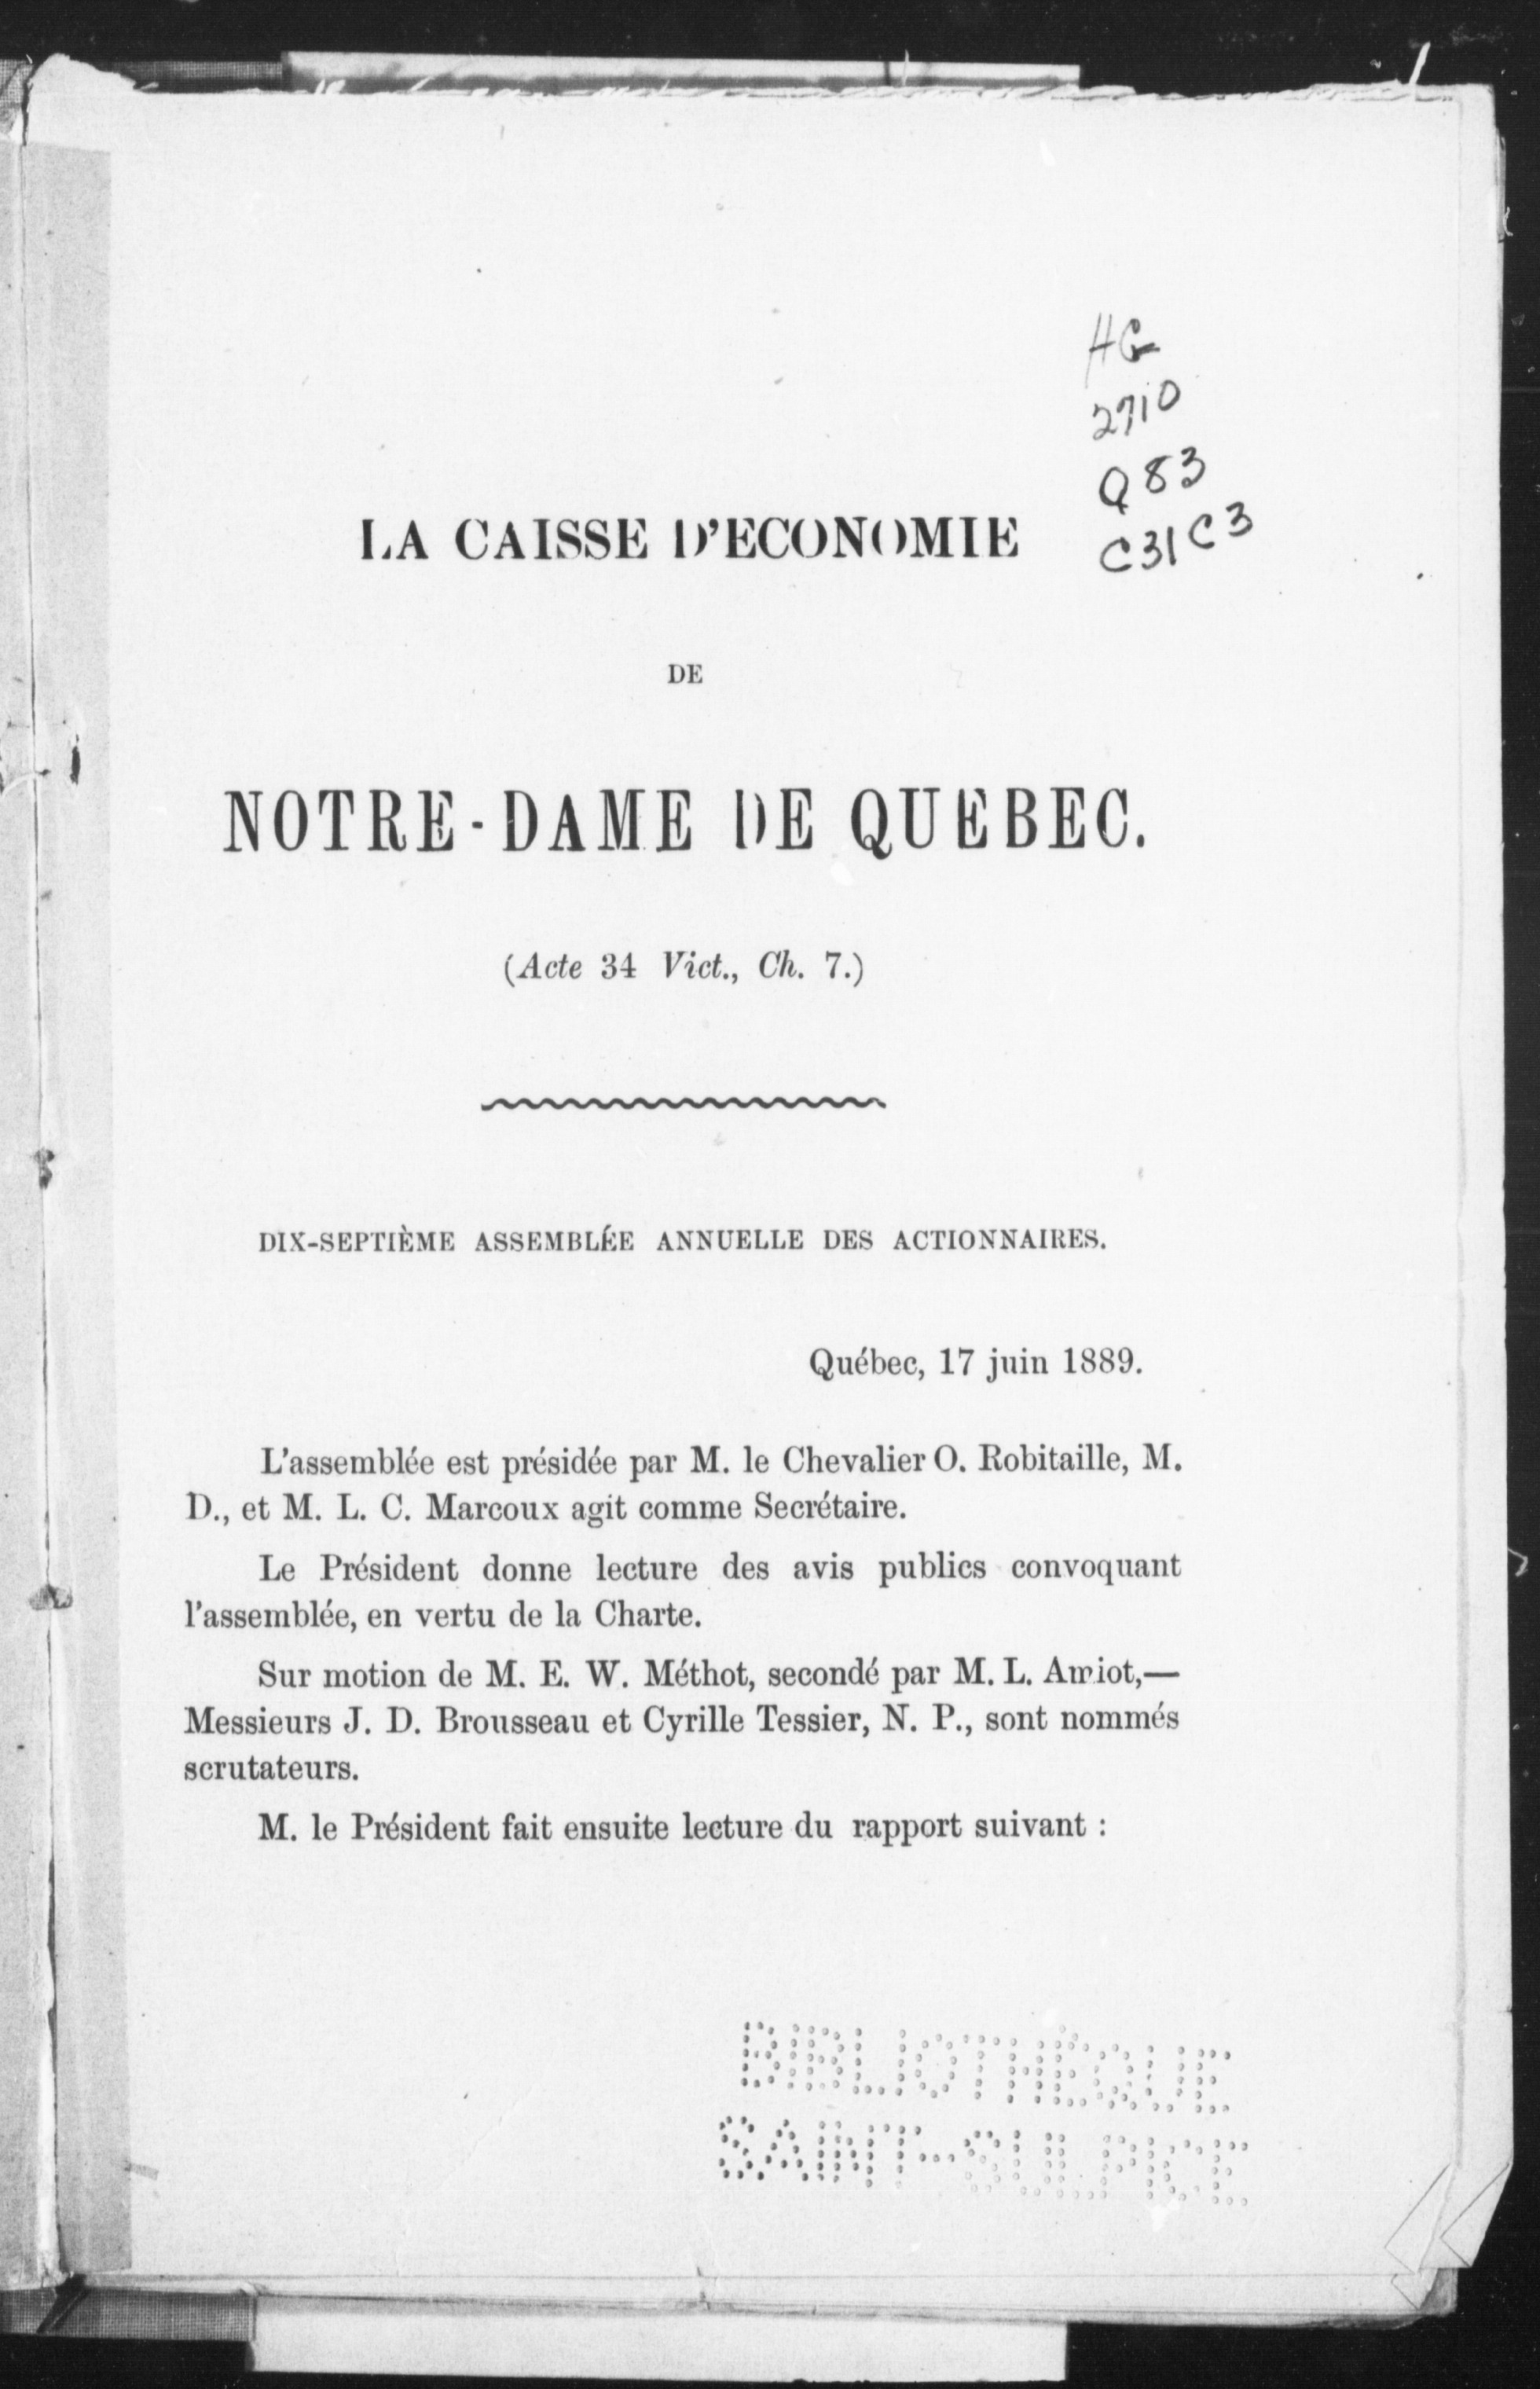 HG
2710
Q83
C31C3
LA CAISSE D'ECONOMIE
DE
NOTRE-DAME DE QUEBEC.
(Acte 34 Vict., Ch. 7.)
DIX-SEPTIÈME ASSEMBLÉE ANNUELLE DES ACTIONNAIRES.
Québec, 17 juin 1889.
L'assemblée est présidée par M. le Chevalier O. Robitaille, M.
D., et M. L. C. Marcoux agit comme Secrétaire.
Le Président donne lecture des avis publics convoquant
l'assemblée, en vertu de la Charte.
Sur motion de M. E. W. Méthot, secondé par M. L. Amiot,—
Messieurs J. D. Brousseau et Cyrille Tessier, N. P., sont nommés
scrutateurs.
M. le Président fait ensuite lecture du rapport suivant :
BIBLIOTHÈQUE
SAINT-SULPICE